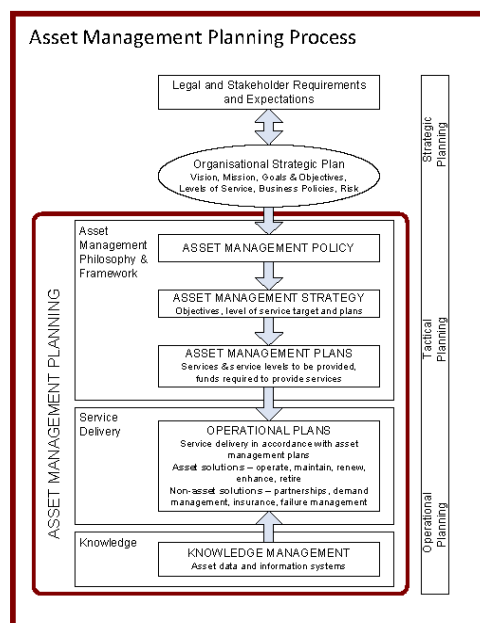 Asset Management Planning Process
Legal and Stakeholder Requirements
and Expectations
Organisational Strategic Plan
Vision, Mission, Goals & Objectives,
Levels of Service, Business Policies, Risk
Strategic
Planning
ASSET MANAGEMENT PLANNING
Asset
Management
Philosophy &
Framework
ASSET MANAGEMENT POLICY
ASSET MANAGEMENT STRATEGY
Objectives, level of service target and plans
ASSET MANAGEMENT PLANS
Services & service levels to be provided,
funds required to provide services
Tactical
Planning
Service
Delivery
OPERATIONAL PLANS
Service delivery in accordance with asset
management plans
Asset solutions – operate, maintain, renew,
enhance, retire
Non-asset solutions – partnerships, demand
management, insurance, failure management
Operational
Planning
Knowledge
KNOWLEDGE MANAGEMENT
Asset data and information systems